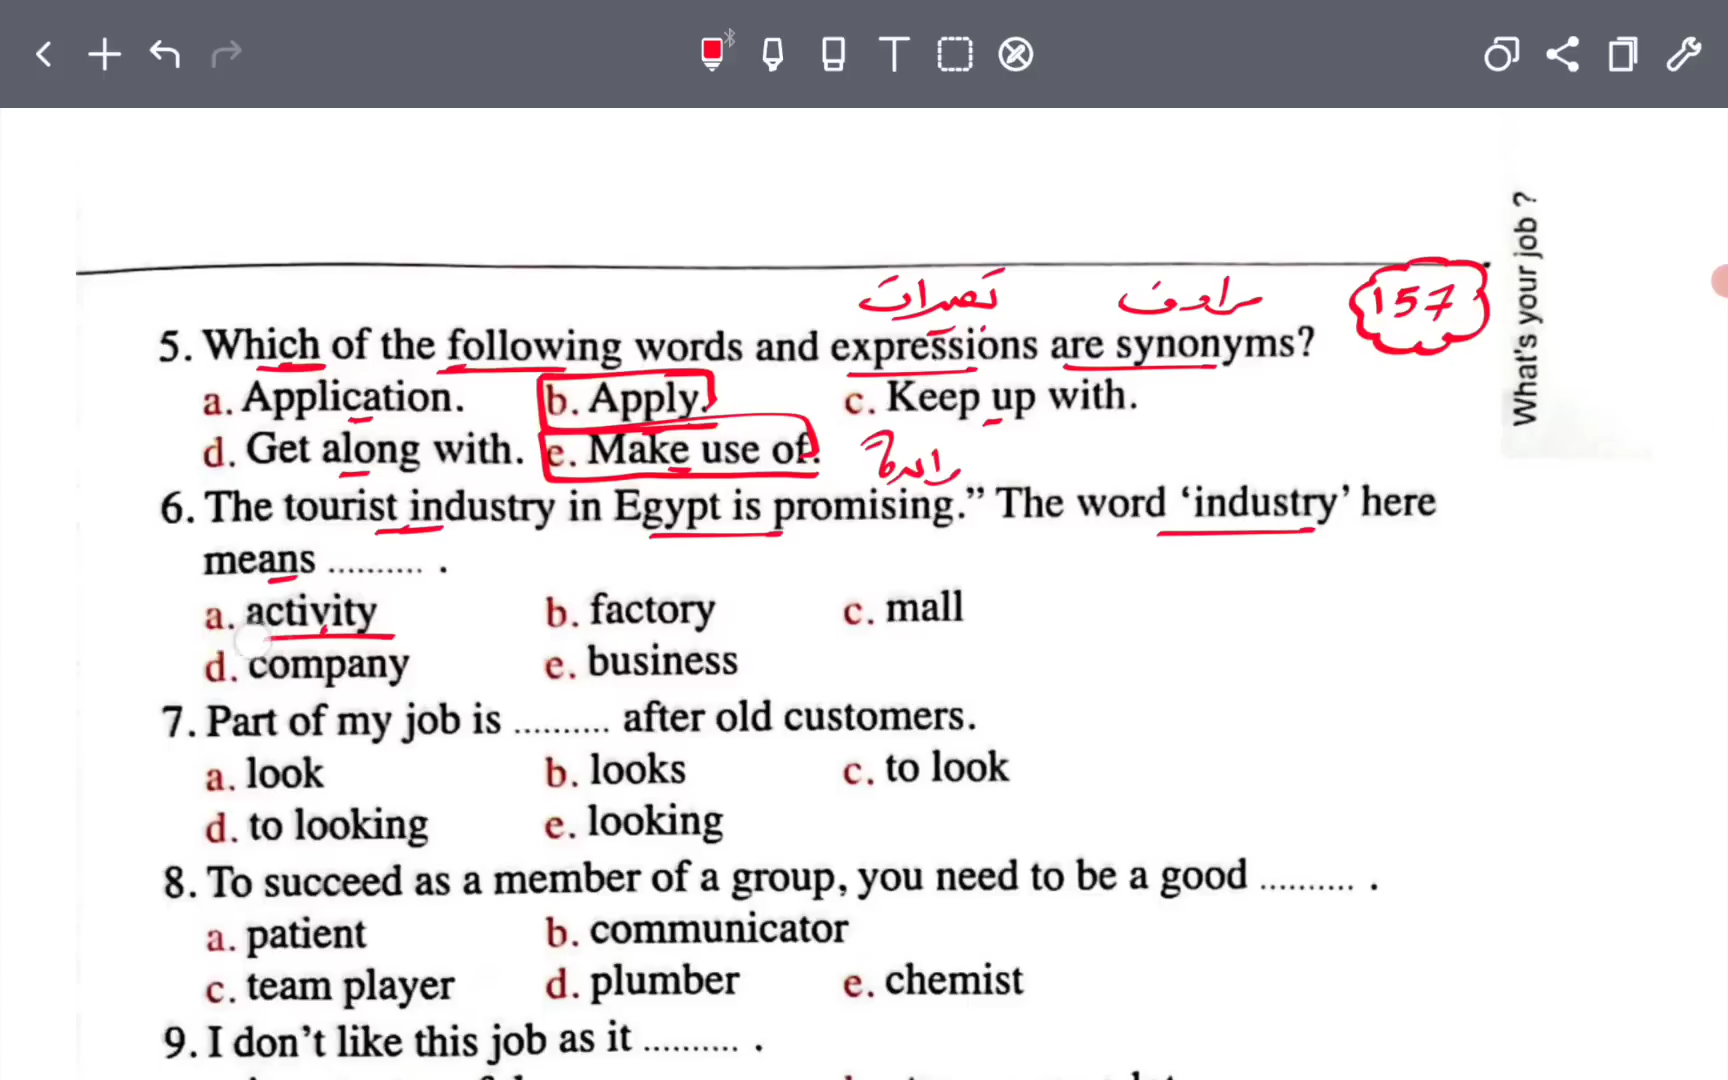 What's your job ?
تعبيرات مرادف 157
5. Which of the following words and expressions are synonyms?
a. Application. b. Apply. c. Keep up with.
d. Get along with. e. Make use of.
6. The tourist industry in Egypt is promising.” The word ‘industry’ here
means .......... .
a. activity b. factory c. mall
d. company e. business
7. Part of my job is .......... after old customers.
a. look b. looks c. to look
d. to looking e. looking
8. To succeed as a member of a group, you need to be a good .......... .
a. patient b. communicator
c. team player d. plumber e. chemist
9. I don’t like this job as it .......... .